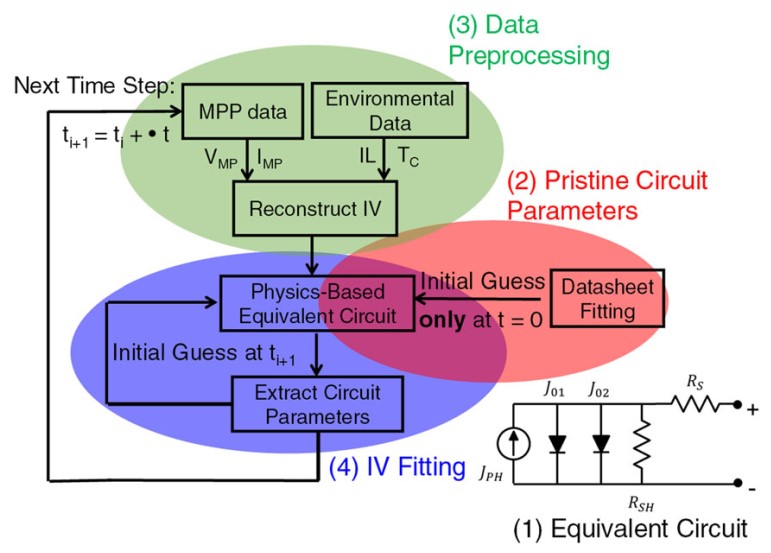 (3) Data
Preprocessing
Next Time Step:
MPP data
Environmental
Data
t_{i+1} = t_i + • t
V_{MP} I_{MP}
IL T_C
Reconstruct IV
(2) Pristine Circuit
Parameters
Physics-Based
Equivalent Circuit
Initial Guess
only at t = 0
Datasheet
Fitting
Initial Guess at t_{i+1}
Extract Circuit
Parameters
(4) IV Fitting
J_{01} J_{02}
R_S
+
J_{PH}
-
R_{SH}
(1) Equivalent Circuit